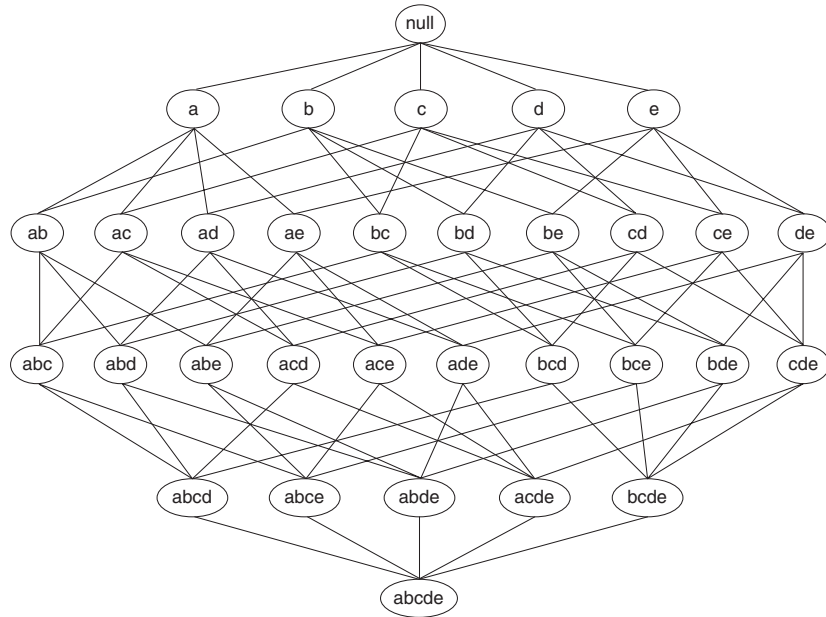 null
a b c d e
ab ac ad ae bc bd be cd ce de
abc abd abe acd ace ade bcd bce bde cde
abcd abce abde acde bcde
abcde